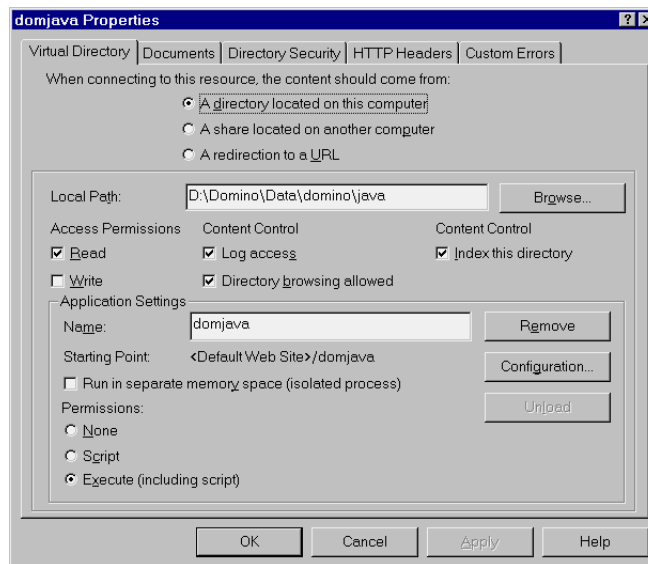 domjava Properties
Virtual Directory Documents Directory Security HTTP Headers Custom Errors
When connecting to this resource, the content should come from:
A directory located on this computer
A share located on another computer
A redirection to a URL
Local Path: D:\Domino\Data\domino\java Browse...
Access Permissions Content Control Content Control
Read Log access Index this directory
Write Directory browsing allowed
Application Settings
Name: domjava Remove
Starting Point: <Default Web Site>/domjava Configuration...
Run in separate memory space (isolated process)
Permissions: Unload
None
Script
Execute (including script)
OK Cancel Apply Help